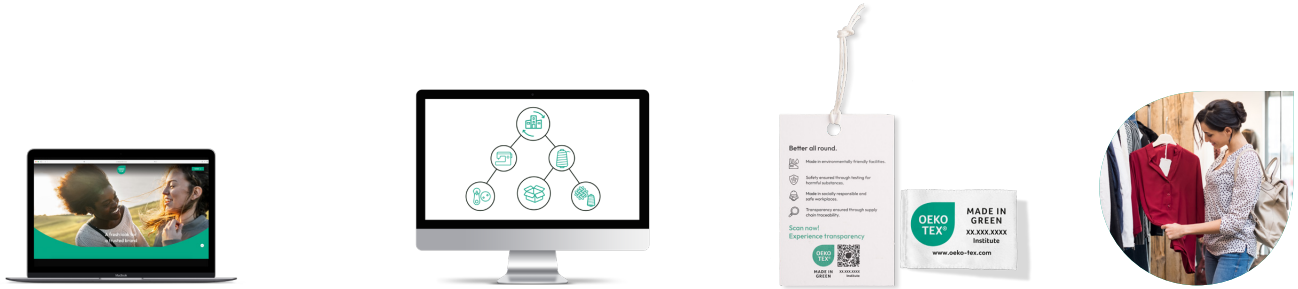 A fresh look for
a trusted brand
Better all round.
Made in environmentally friendly facilities.
Safety ensured through testing for
harmful substances.
Made in socially responsible and
safe workplaces.
Transparency ensured through supply
chain traceability.
Scan now!
Experience transparency
OEKO
TEX®
MADE IN
GREEN
XX.XXX.XXXX
Institute
OEKO
TEX®
MADE IN
GREEN
XX.XXX.XXXX
Institute
www.oeko-tex.com